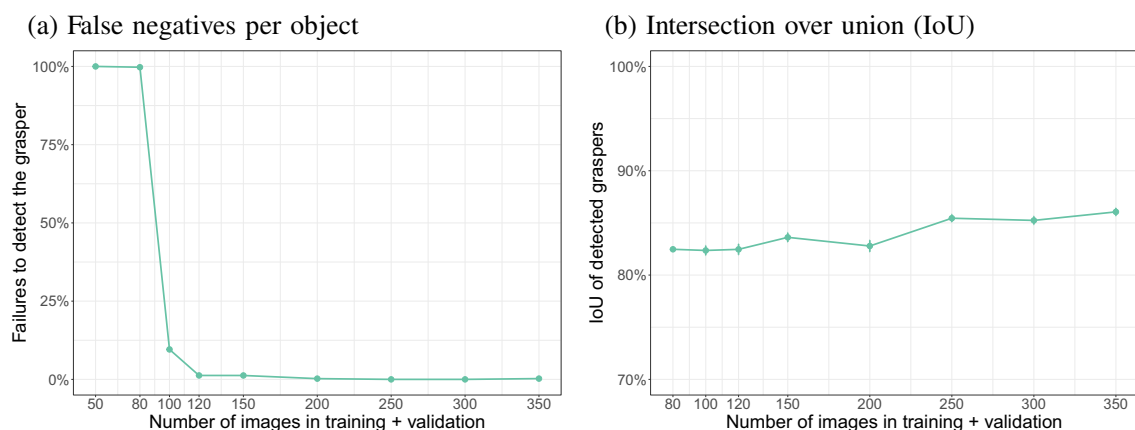 (a) False negatives per object
Failures to detect the grasper
100%
75%
50%
25%
0%
50 80 100 120 150 200 250 300 350
Number of images in training + validation
(b) Intersection over union (IoU)
IoU of detected graspers
100%
90%
80%
70%
80 100 120 150 200 250 300 350
Number of images in training + validation